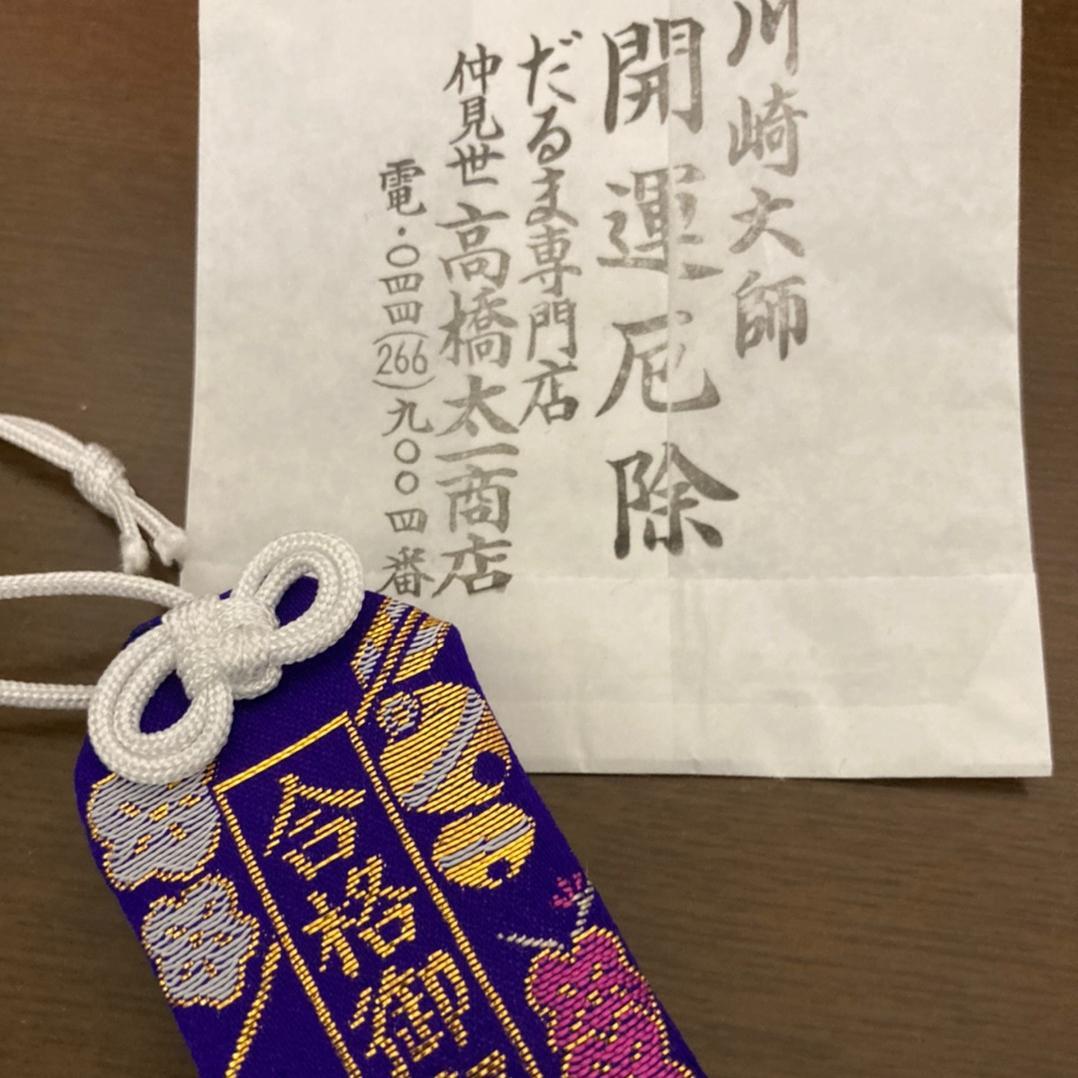 川崎大師
開運厄除
だるま専門店
仲見世 高橋太一商店
電・〇四四(266)九〇〇四番
合格御